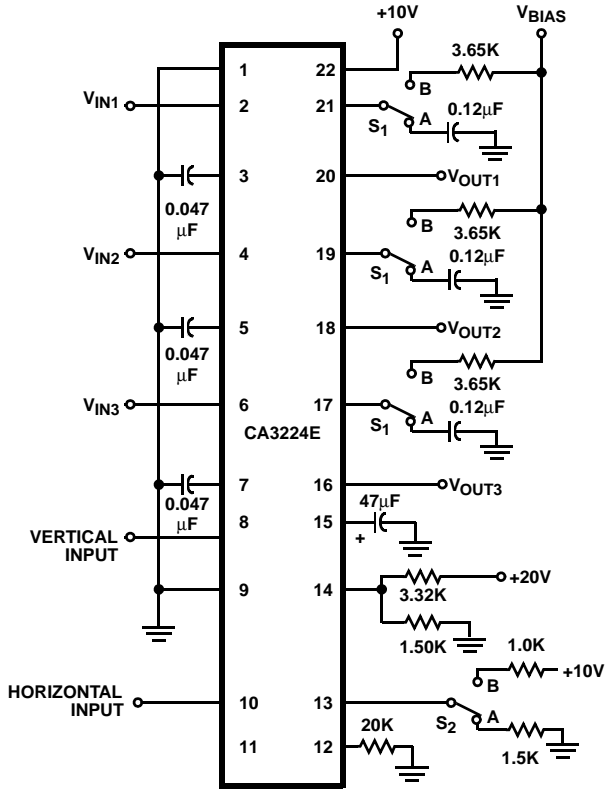 +10V
VBIAS
1
22
B
3.65K
VIN1
2
21
S1
A
0.12μF
3
20
VOUT1
0.047
μF
B
3.65K
VIN2
4
19
S1
A
0.12μF
5
18
VOUT2
0.047
μF
B
3.65K
VIN3
6
17
S1
A
0.12μF
CA3224E
7
16
VOUT3
0.047
μF
47μF
8
15
+
VERTICAL
INPUT
9
14
3.32K
+20V
1.50K
1.0K
B
+10V
HORIZONTAL
INPUT
10
13
S2
A
1.5K
11
12
20K